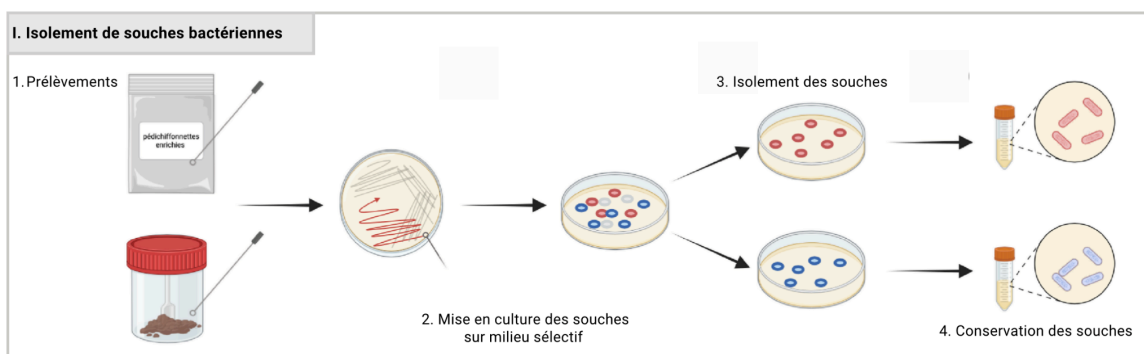 I. Isolement de souches bactériennes
1. Prélèvements
pédichiffonnettes
enrichies
2. Mise en culture des souches
sur milieu sélectif
3. Isolement des souches
4. Conservation des souches